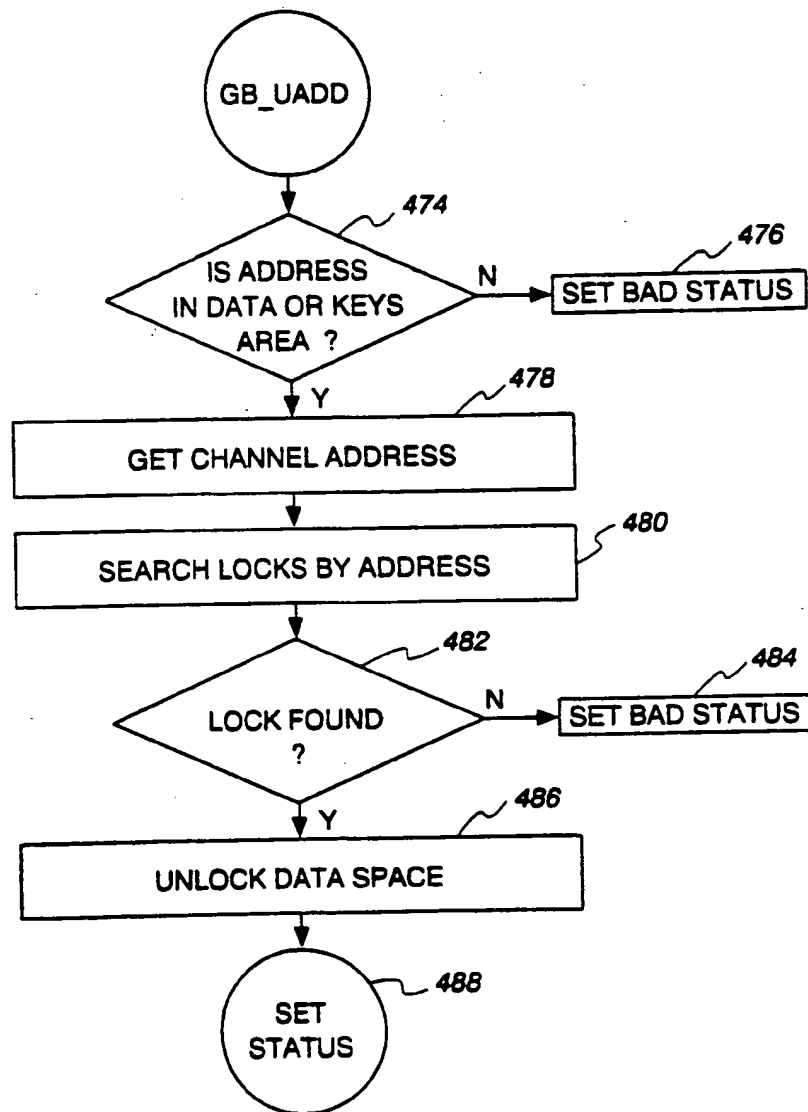 GB_UADD
474
IS ADDRESS
IN DATA OR KEYS
AREA ?
N
476
SET BAD STATUS
Y
478
GET CHANNEL ADDRESS
480
SEARCH LOCKS BY ADDRESS
482
LOCK FOUND
?
N
484
SET BAD STATUS
Y
486
UNLOCK DATA SPACE
488
SET
STATUS